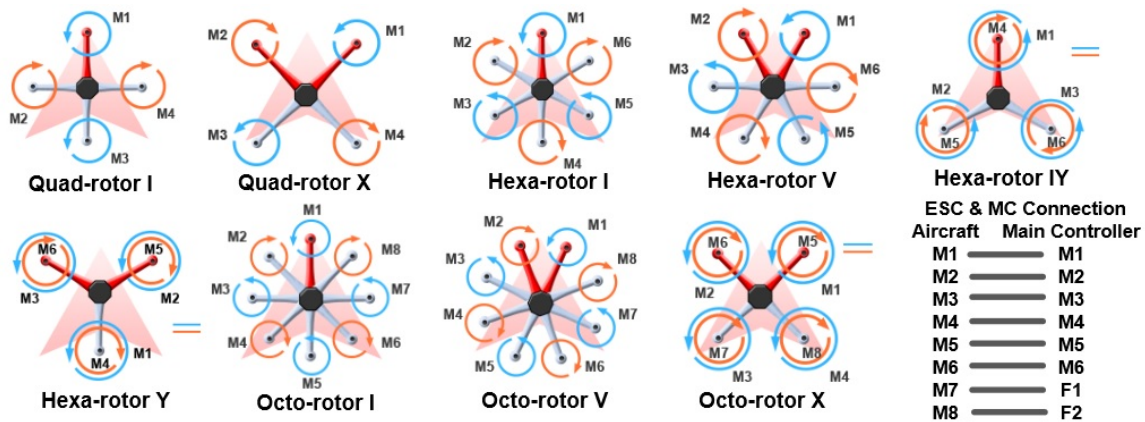 M1
M2
M4
M3
Quad-rotor I
M2
M1
M3
M4
Quad-rotor X
M1
M2
M6
M3
M5
M4
Hexa-rotor I
M2
M1
M3
M6
M4
M5
Hexa-rotor V
M4
M1
M2
M3
M5
M6
Hexa-rotor IY
M6
M5
M3
M2
M4
M1
Hexa-rotor Y
M1
M2
M8
M3
M7
M4
M6
M5
Octo-rotor I
M2
M1
M3
M8
M4
M7
M5
M6
Octo-rotor V
M6
M5
M2
M1
M7
M8
M3
M4
Octo-rotor X
ESC & MC Connection
Aircraft Main Controller
M1 M1
M2 M2
M3 M3
M4 M4
M5 M5
M6 M6
M7 F1
M8 F2